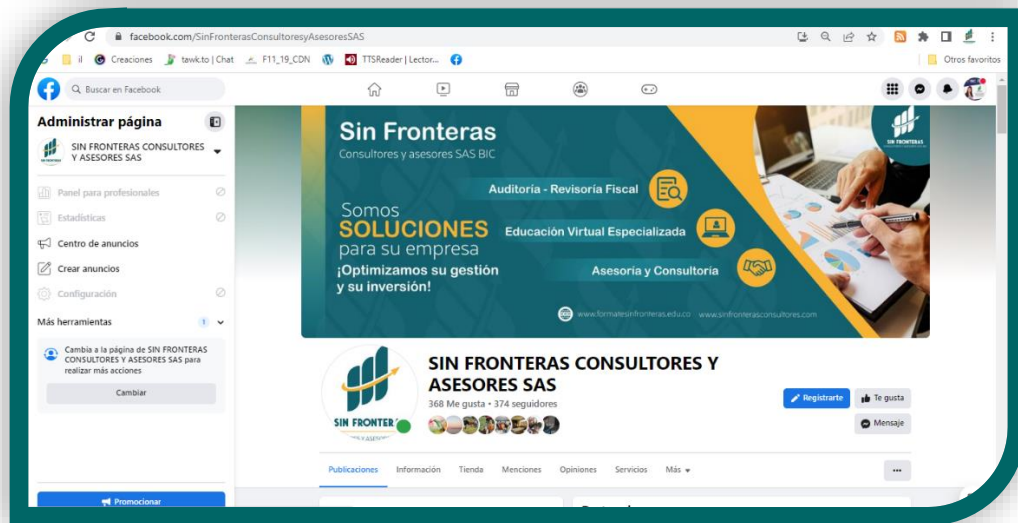 facebook.com/SinFronterasConsultoresyAsesoresSAS
il Creaciones tawk.to | Chat F11_19_CDN TTSReader | Lector... Otros favoritos
Buscar en Facebook
Administrar página
SIN FRONTERAS CONSULTORES
Y ASESORES SAS
Panel para profesionales
Estadísticas
Centro de anuncios
Crear anuncios
Configuración
Más herramientas 1
Cambia a la página de SIN FRONTERAS
CONSULTORES Y ASESORES SAS para
realizar más acciones
Cambiar
Promocionar
Sin Fronteras
Consultores y asesores SAS BIC
Auditoría - Revisoría Fiscal
Somos
SOLUCIONES
para su empresa
Educación Virtual Especializada
¡Optimizamos su gestión
y su inversión!
Asesoría y Consultoría
www.formatesinfronteras.edu.co www.sinfronterasconsultores.com
SIN FRONTERAS
SIN FRONTERAS CONSULTORES Y
ASESORES SAS
368 Me gusta • 374 seguidores
SIN FRONTER
Registrarte
Te gusta
Mensaje
Publicaciones Información Tienda Menciones Opiniones Servicios Más